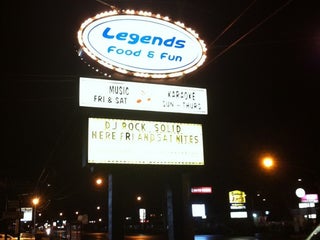 Legends
Food & Fun
MUSIC KARAOKE
FRI & SAT SUN - THURS
DJ ROCK SOLID
HERE FRI AND SAT NITES